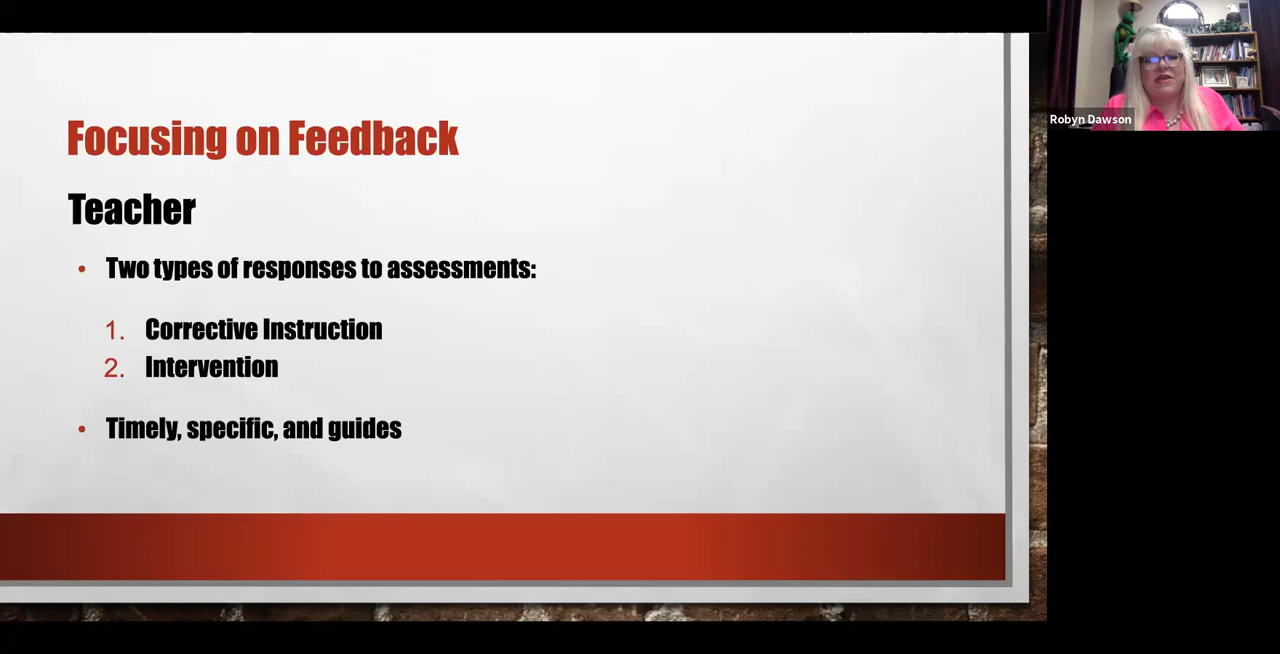 Focusing on Feedback
Teacher
• Two types of responses to assessments:
1. Corrective Instruction
2. Intervention
• Timely, specific, and guides
Robyn Dawson